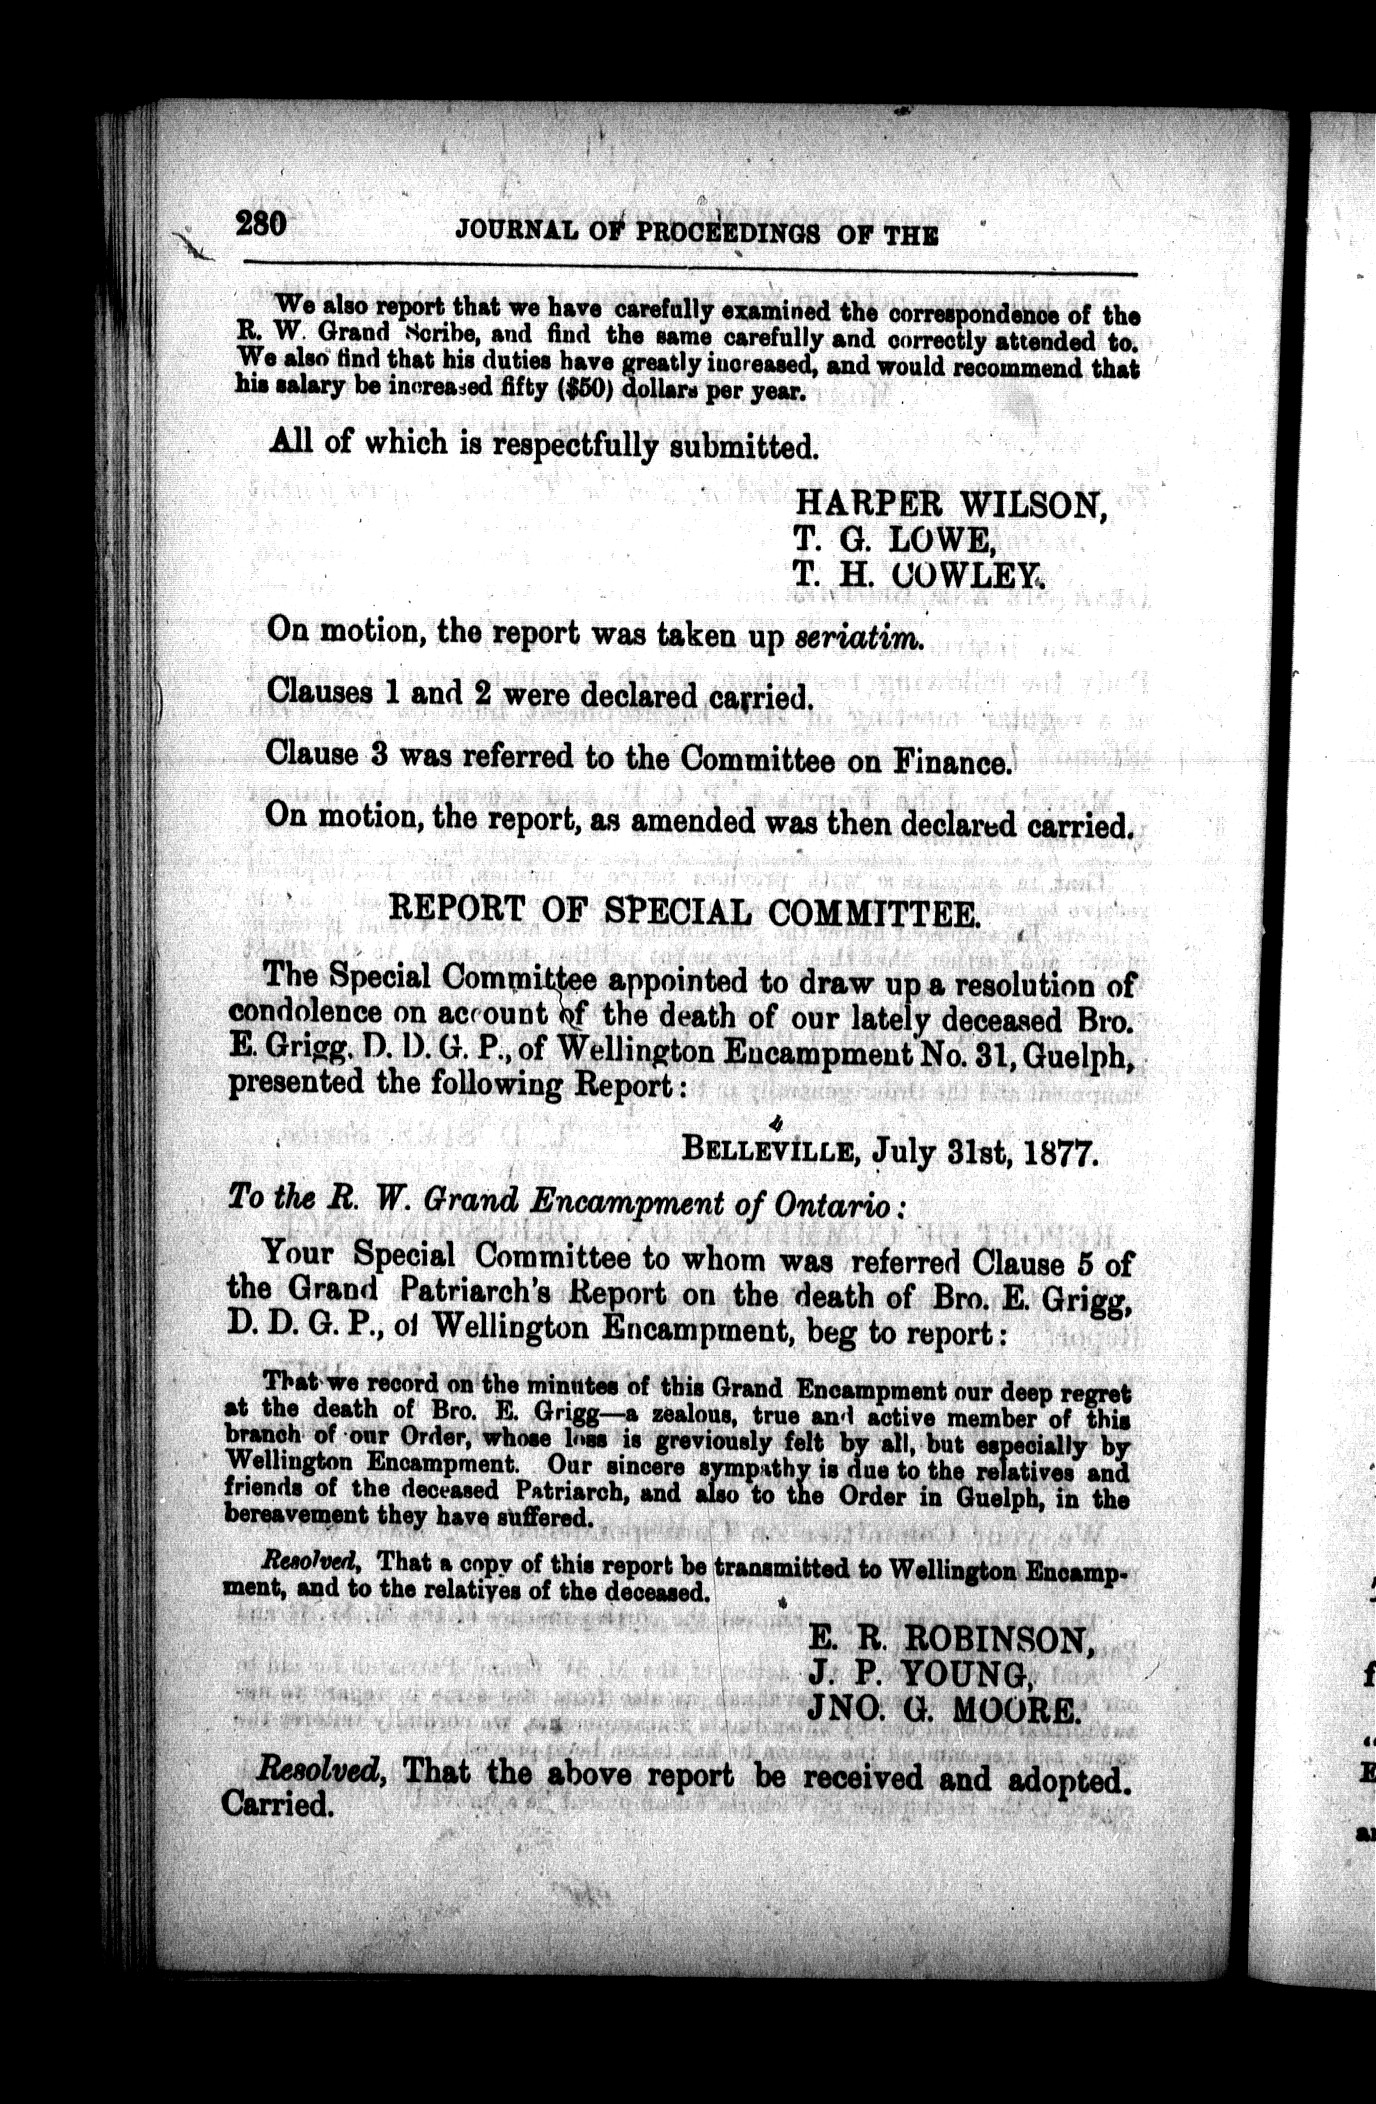 280 JOURNAL OF PROCEEDINGS OF THE
We also report that we have carefully examined the correspondence of the
R. W. Grand Scribe, and find the same carefully and correctly attended to.
We also find that his duties have greatly increased, and would recommend that
his salary be increased fifty ($50) dollars per year.
All of which is respectfully submitted.
HARPER WILSON,
T. G. LOWE,
T. H. COWLEY.
On motion, the report was taken up seriatim.
Clauses 1 and 2 were declared carried.
Clause 3 was referred to the Committee on Finance.
On motion, the report, as amended was then declared carried.
REPORT OF SPECIAL COMMITTEE.
The Special Committee appointed to draw up a resolution of
condolence on account of the death of our lately deceased Bro.
E. Grigg. D. D. G. P., of Wellington Encampment No. 31, Guelph,
presented the following Report:
BELLEVILLE, July 31st, 1877.
To the R. W. Grand Encampment of Ontario:
Your Special Committee to whom was referred Clause 5 of
the Grand Patriarch's Report on the death of Bro. E. Grigg,
D. D. G. P., of Wellington Encampment, beg to report:
That we record on the minutes of this Grand Encampment our deep regret
at the death of Bro. E. Grigg—a zealous, true and active member of this
branch of our Order, whose loss is greviously felt by all, but especially by
Wellington Encampment. Our sincere sympathy is due to the relatives and
friends of the deceased Patriarch, and also to the Order in Guelph, in the
bereavement they have suffered.
Resolved, That a copy of this report be transmitted to Wellington Encamp-
ment, and to the relatives of the deceased.
E. R. ROBINSON,
J. P. YOUNG,
JNO. G. MOORE.
Resolved, That the above report be received and adopted.
Carried.